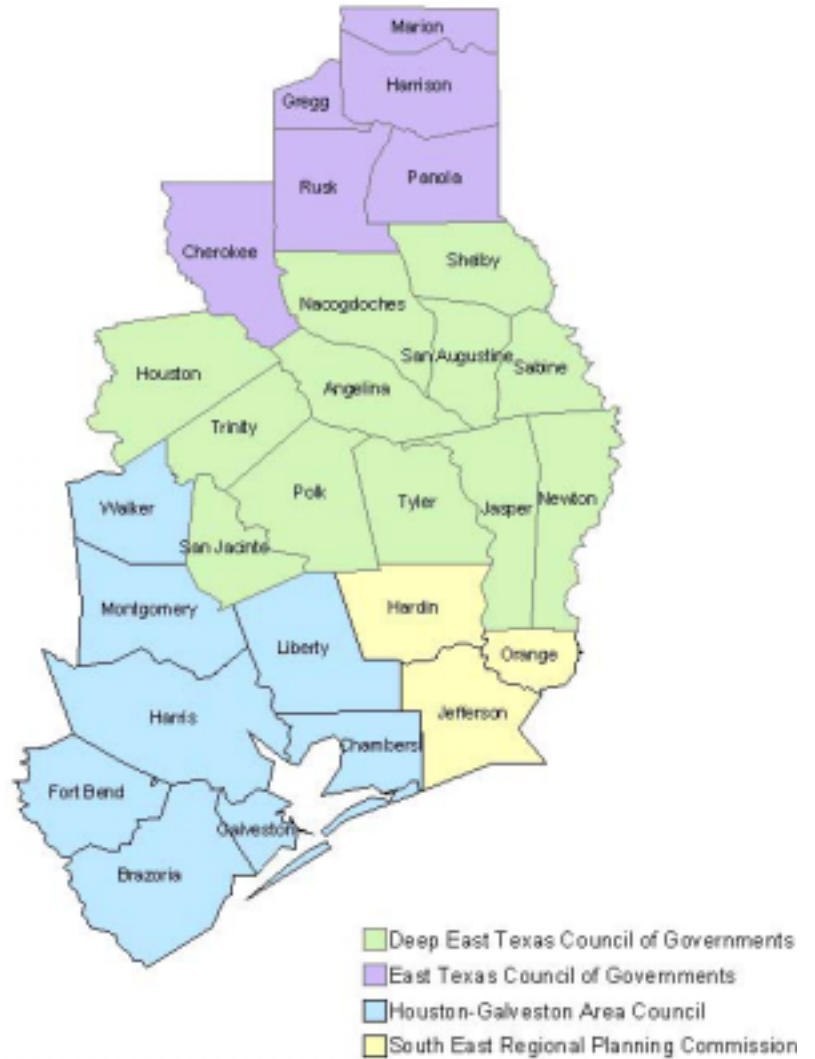 Marion
Harrison
Gregg
Rusk
Panola
Cherokee
Shelby
Nacogdoches
San Augustine
Sabine
Houston
Angelina
Trinity
Polk
Tyler
Jasper
Newton
Walker
San Jacinto
Montgomery
Hardin
Liberty
Orange
Harris
Jefferson
Chambers
Fort Bend
Galveston
Brazoria
Deep East Texas Council of Governments
East Texas Council of Governments
Houston-Galveston Area Council
South East Regional Planning Commission